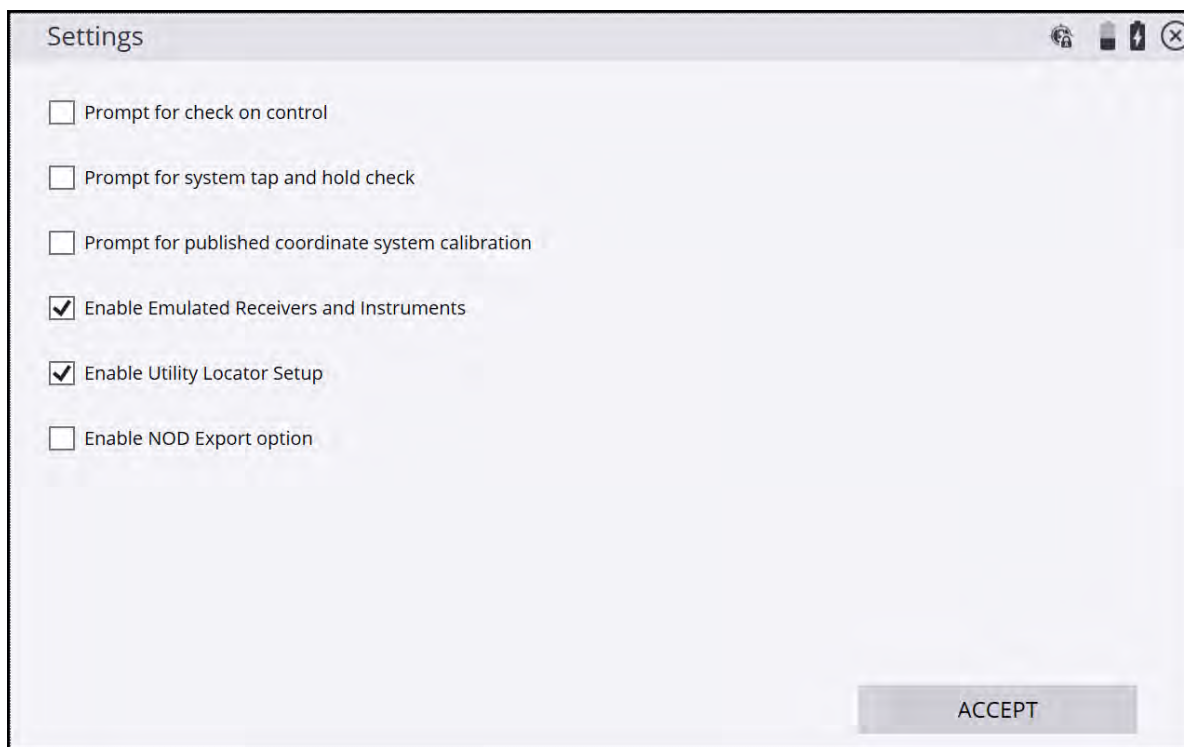 Settings
Prompt for check on control
Prompt for system tap and hold check
Prompt for published coordinate system calibration
Enable Emulated Receivers and Instruments
Enable Utility Locator Setup
Enable NOD Export option
ACCEPT